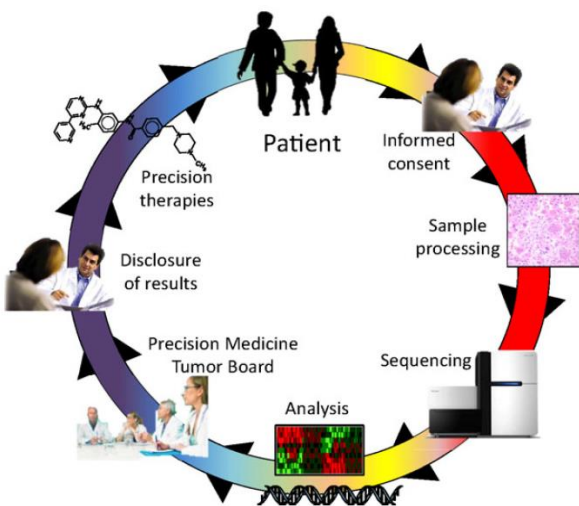 Patient
Informed
consent
Sample
processing
Sequencing
Analysis
Precision Medicine
Tumor Board
Disclosure
of results
Precision
therapies